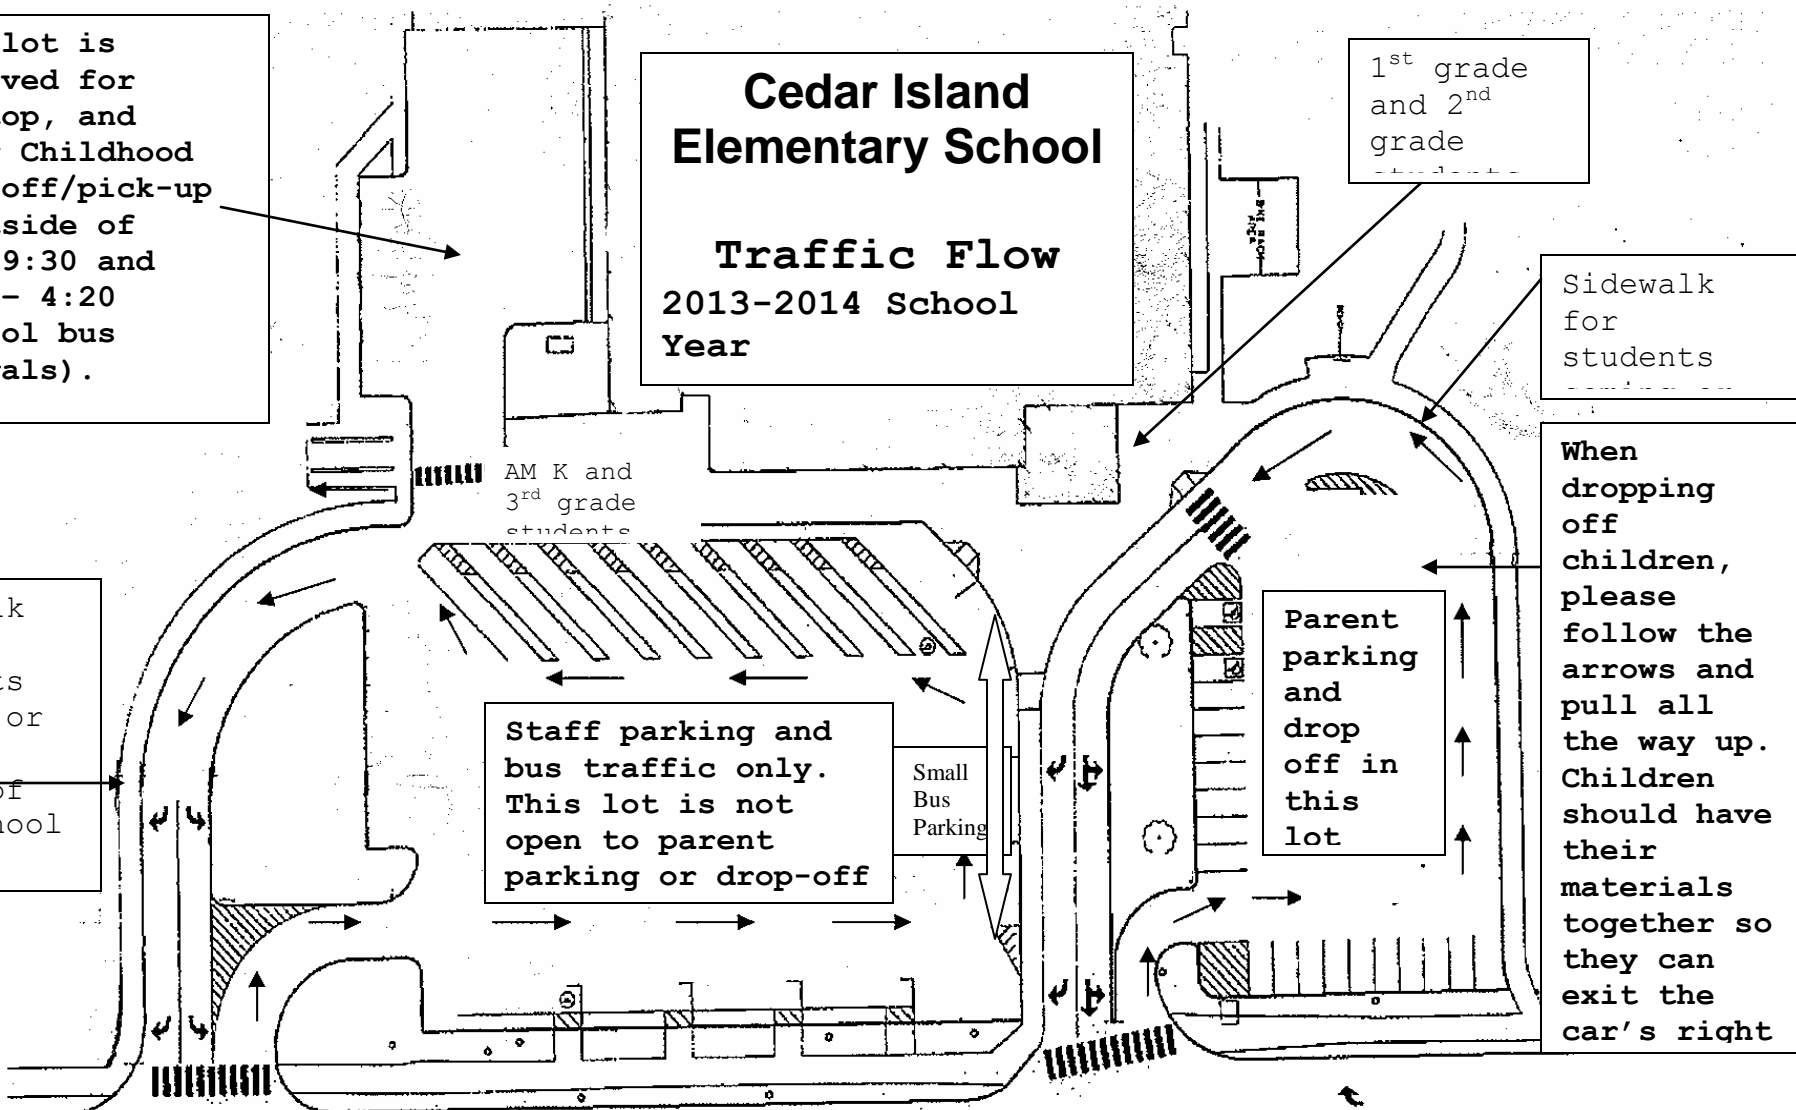 lot is
ved for
op, and
Childhood
off/pick-up
side of
9:30 and
– 4:20
ol bus
als).
Cedar Island
Elementary School
Traffic Flow
2013-2014 School
Year
1st grade
and 2nd
grade
students
Sidewalk
for
students
AM K and
3rd grade
students
lk
ts
or
of
hool
Staff parking and
bus traffic only.
This lot is not
open to parent
parking or drop-off
Small
Bus
Parking
Parent
parking
and
drop
off in
this
lot
When
dropping
off
children,
please
follow the
arrows and
pull all
the way up.
Children
should have
their
materials
together so
they can
exit the
car's right